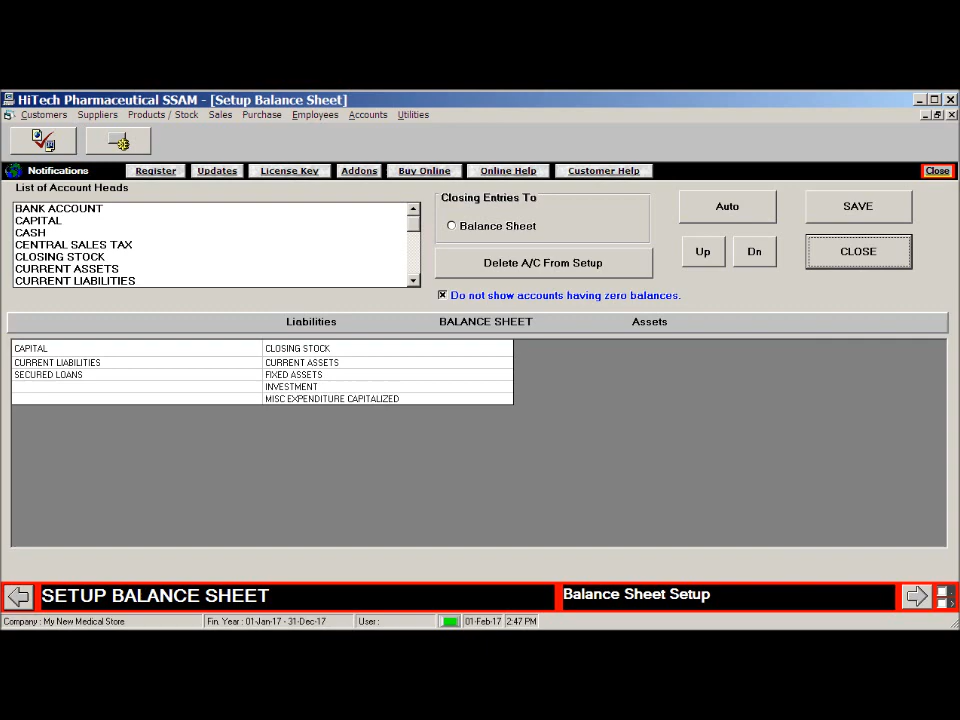 HiTech Pharmaceutical SSAM - [Setup Balance Sheet]
Customers Suppliers Products / Stock Sales Purchase Employees Accounts Utilities
Notifications Register Updates License Key Addons Buy Online Online Help Customer Help Close
List of Account Heads
BANK ACCOUNT
CAPITAL
CASH
CENTRAL SALES TAX
CLOSING STOCK
CURRENT ASSETS
CURRENT LIABILITIES
Closing Entries To
Balance Sheet
Delete A/C From Setup
Do not show accounts having zero balances.
Auto SAVE
Up Dn CLOSE
Liabilities BALANCE SHEET Assets
CAPITAL CLOSING STOCK
CURRENT LIABILITIES CURRENT ASSETS
SECURED LOANS FIXED ASSETS
INVESTMENT
MISC EXPENDITURE CAPITALIZED
SETUP BALANCE SHEET Balance Sheet Setup
Company : My New Medical Store Fin. Year : 01-Jan-17 - 31-Dec-17 User : 01-Feb-17 2:47 PM